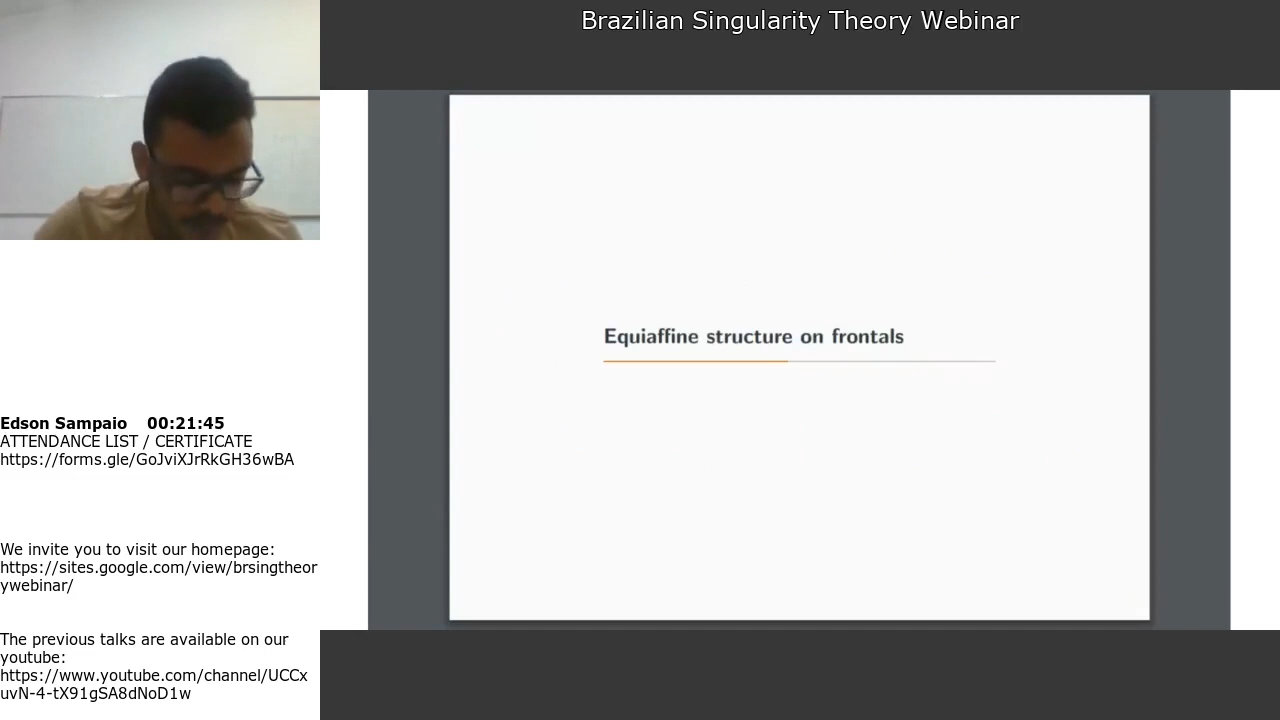 Brazilian Singularity Theory Webinar
Equiaffine structure on frontals
Edson Sampaio 00:21:45
ATTENDANCE LIST / CERTIFICATE
https://forms.gle/GoJviXJrRkGH36wBA
We invite you to visit our homepage:
https://sites.google.com/view/brsingtheor
ywebinar/
The previous talks are available on our
youtube:
https://www.youtube.com/channel/UCCx
uvN-4-tX91gSA8dNoD1w